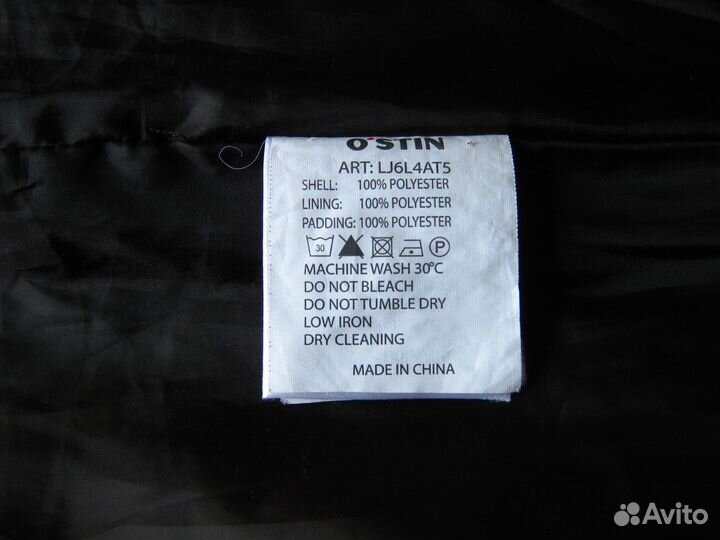 O'STIN
ART: LJ6L4AT5
SHELL: 100% POLYESTER
LINING: 100% POLYESTER
PADDING: 100% POLYESTER
30 P
MACHINE WASH 30°C
DO NOT BLEACH
DO NOT TUMBLE DRY
LOW IRON
DRY CLEANING
MADE IN CHINA
Avito